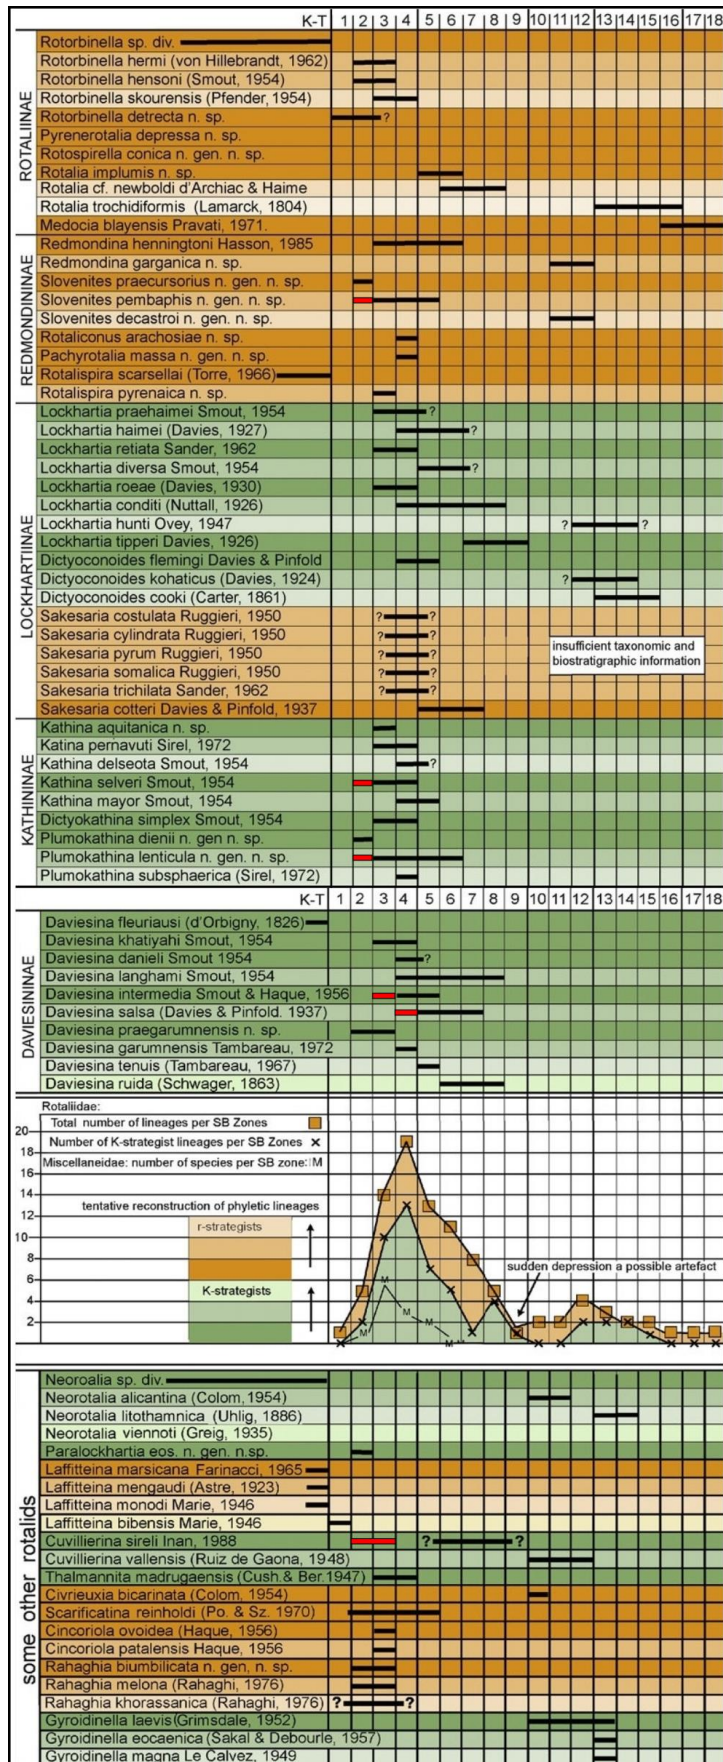 K-T 1 2 3 4 5 6 7 8 9 10 11 12 13 14 15 16 17 18
ROTALIINAE
Rotorbinella sp. div.
Rotorbinella hermi (von Hillebrandt, 1962)
Rotorbinella hensoni (Smout, 1954)
Rotorbinella skourensis (Pfender, 1954)
Rotorbinella detrecta n. sp. ?
Pyrenerotalia depressa n. sp.
Rotospirella conica n. gen. n. sp.
Rotalia implumis n. sp.
Rotalia cf. newboldi d'Archiac & Haime
Rotalia trochidiformis (Lamarck, 1804)
Medocia blayensis Pravati, 1971.
REDMONDININAE
Redmondina henningtoni Hasson, 1985
Redmondina garganica n. sp.
Slovenites praecursorius n. gen. n. sp.
Slovenites pembaphis n. gen. n. sp.
Slovenites decastroi n. gen. n. sp.
Rotaliconus arachosiae n. sp.
Pachyrotalia massa n. gen. n. sp.
Rotalispira scarsellai (Torre, 1966)
Rotalispira pyrenaica n. sp.
LOCKHARTIINAE
Lockhartia praehaimei Smout, 1954 ?
Lockhartia haimei (Davies, 1927) ?
Lockhartia retiata Sander, 1962
Lockhartia diversa Smout, 1954 ?
Lockhartia roeae (Davies, 1930)
Lockhartia conditi (Nuttall, 1926)
Lockhartia hunti Ovey, 1947 ? ?
Lockhartia tipperi Davies, 1926)
Dictyoconoides flemingi Davies & Pinfold
Dictyoconoides kohaticus (Davies, 1924) ?
Dictyoconoides cooki (Carter, 1861)
Sakesaria costulata Ruggieri, 1950 ? ?
Sakesaria cylindrata Ruggieri, 1950 ? ?
Sakesaria pyrum Ruggieri, 1950 ? ?
Sakesaria somalica Ruggieri, 1950 ? ?
Sakesaria trichilata Sander, 1962 ? ?
insufficient taxonomic and
biostratigraphic information
Sakesaria cotteri Davies & Pinfold, 1937
KATHININAE
Kathina aquitanica n. sp.
Katina pernavuti Sirel, 1972
Kathina delseota Smout, 1954 ?
Kathina selveri Smout, 1954
Kathina mayor Smout, 1954
Dictyokathina simplex Smout, 1954
Plumokathina dienii n. gen n. sp.
Plumokathina lenticula n. gen. n. sp.
Plumokathina subsphaerica (Sirel, 1972)
K-T 1 2 3 4 5 6 7 8 9 10 11 12 13 14 15 16 17 18
DAVIESININAE
Daviesina fleuriausi (d'Orbigny, 1826)
Daviesina khatiyahi Smout, 1954
Daviesina danieli Smout 1954 ?
Daviesina langhami Smout, 1954
Daviesina intermedia Smout & Haque, 1956
Daviesina salsa (Davies & Pinfold. 1937)
Daviesina praegarumnensis n. sp.
Daviesina garumnensis Tambareau, 1972
Daviesina tenuis (Tambareau, 1967)
Daviesina ruida (Schwager, 1863)
Rotaliidae:
Total number of lineages per SB Zones
Number of K-strategist lineages per SB Zones x
Miscellaneidae: number of species per SB zone: M
20
18
16
14
12
10
8
6
4
2
tentative reconstruction of phyletic lineages
r-strategists
K-strategists
sudden depression a possible artefact
M M M M M M
some other rotalids
Neoroalia sp. div.
Neorotalia alicantina (Colom, 1954)
Neorotalia litothamnica (Uhlig, 1886)
Neorotalia viennoti (Greig, 1935)
Paralockhartia eos. n. gen. n.sp.
Laffitteina marsicana Farinacci, 1965
Laffitteina mengaudi (Astre, 1923)
Laffitteina monodi Marie, 1946
Laffitteina bibensis Marie, 1946
Cuvillierina sireli Inan, 1988 ? ?
Cuvillierina vallensis (Ruiz de Gaona, 1948)
Thalmannita madrugaensis (Cush.& Ber.1947)
Civrieuxia bicarinata (Colom, 1954)
Scarificatina reinholdi (Po. & Sz. 1970)
Cincoriola ovoidea (Haque, 1956)
Cincoriola patalensis Haque, 1956
Rahaghia biumbilicata n. gen, n. sp.
Rahaghia melona (Rahaghi, 1976)
Rahaghia khorassanica (Rahaghi, 1976) ? ?
Gyroidinella laevis (Grimsdale, 1952)
Gyroidinella eocaenica (Sakal & Debourle, 1957)
Gyroidinella magna Le Calvez, 1949